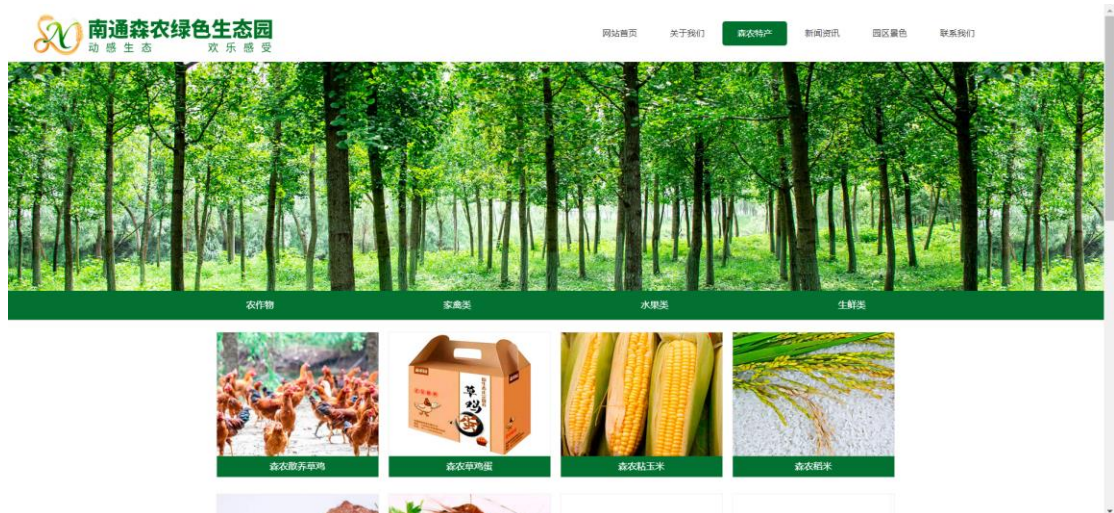 南通森农绿色生态园
动感生态 欢乐感受
网站首页 关于我们 森农特产 新闻资讯 园区景色 联系我们
农作物 家禽类 水果类 生鲜类
草鸡蛋
森农散养草鸡 森农草鸡蛋 森农粘玉米 森农稻米